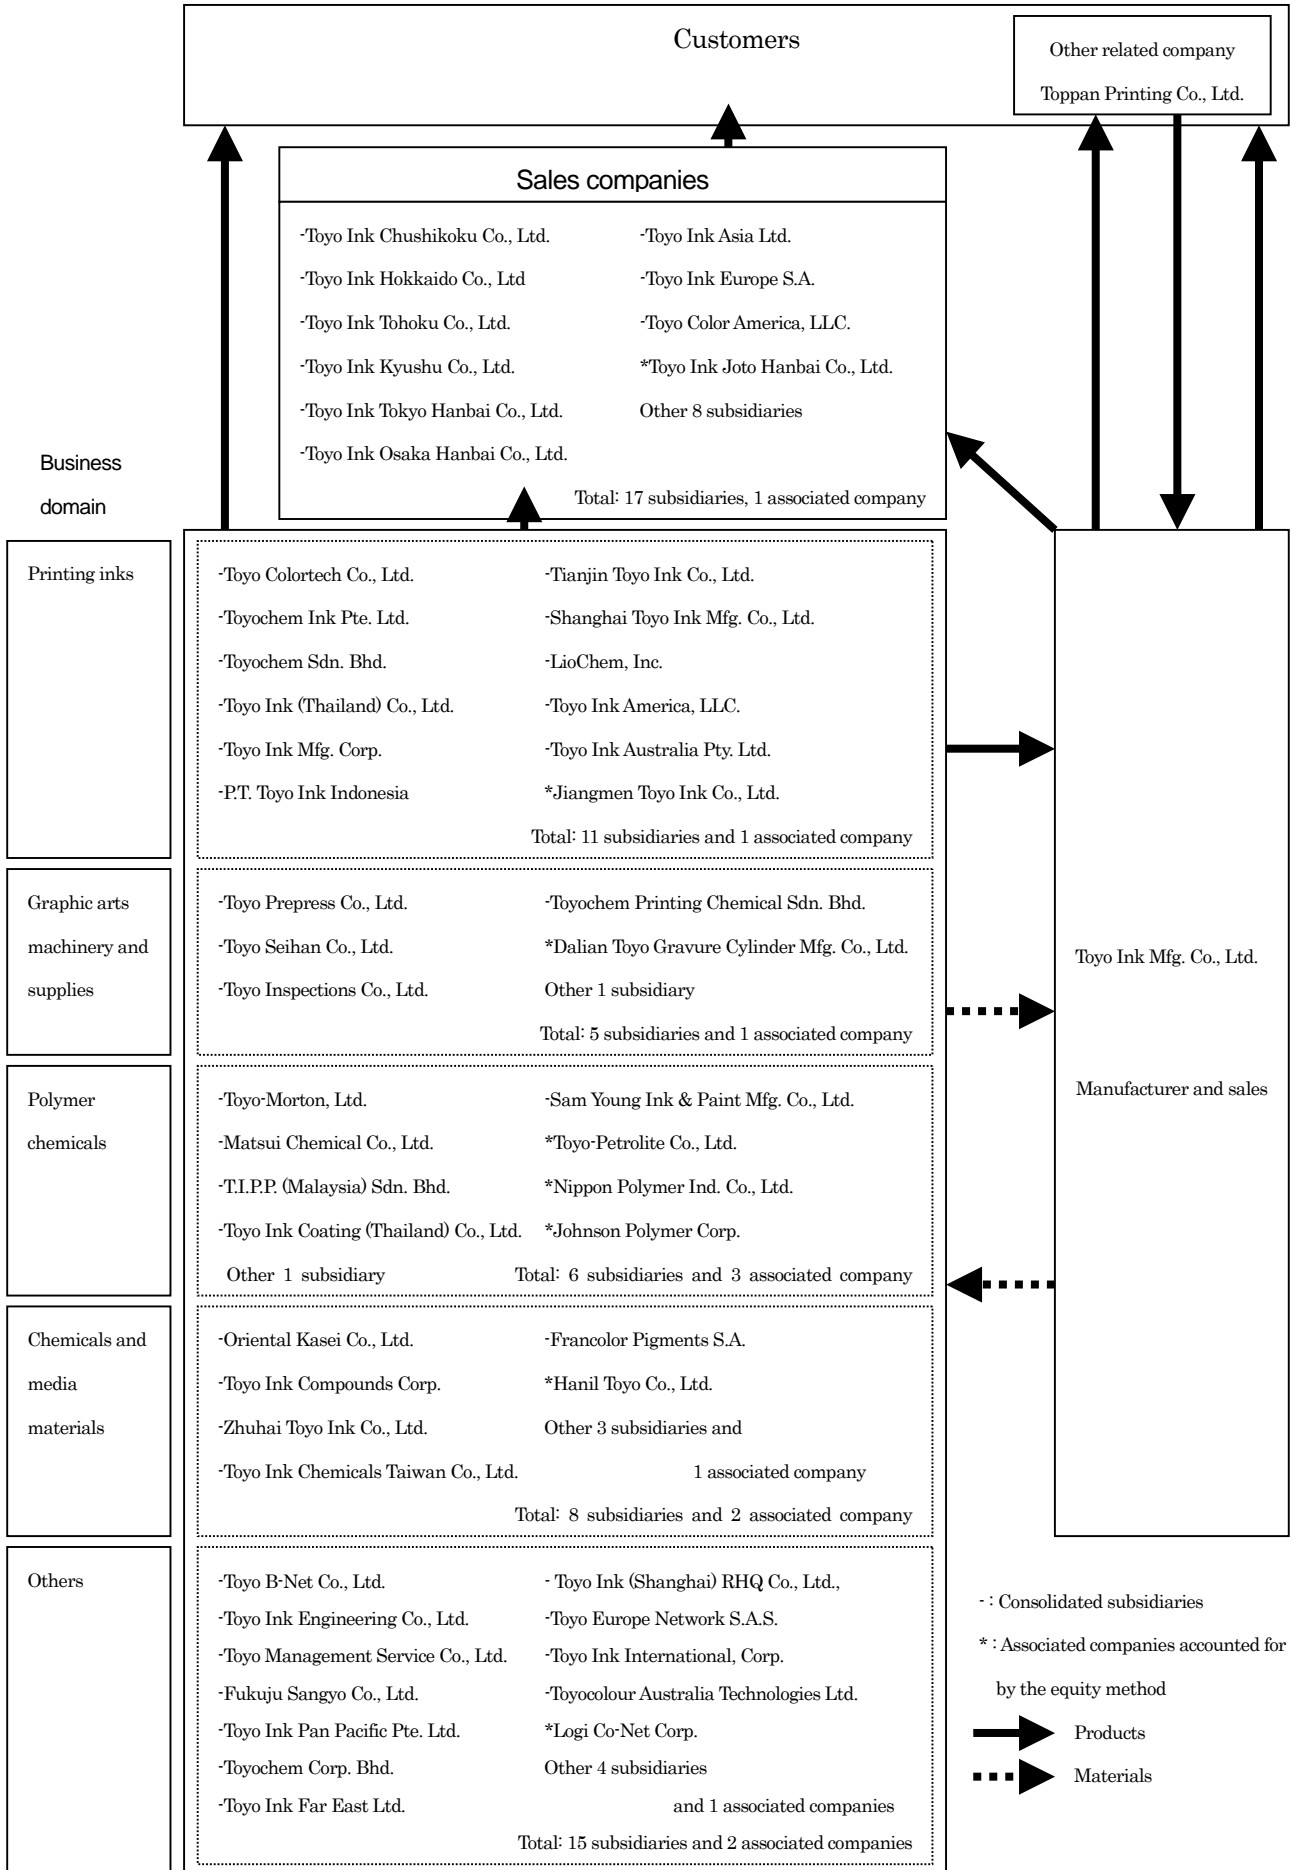 Customers
Other related company
Toppan Printing Co., Ltd.
Sales companies
-Toyo Ink Chushikoku Co., Ltd.
-Toyo Ink Asia Ltd.
-Toyo Ink Hokkaido Co., Ltd
-Toyo Ink Europe S.A.
-Toyo Ink Tohoku Co., Ltd.
-Toyo Color America, LLC.
-Toyo Ink Kyushu Co., Ltd.
*Toyo Ink Joto Hanbai Co., Ltd.
-Toyo Ink Tokyo Hanbai Co., Ltd.
Other 8 subsidiaries
-Toyo Ink Osaka Hanbai Co., Ltd.
Total: 17 subsidiaries, 1 associated company
Business
domain
Printing inks
-Toyo Colortech Co., Ltd.
-Tianjin Toyo Ink Co., Ltd.
-Toyochem Ink Pte. Ltd.
-Shanghai Toyo Ink Mfg. Co., Ltd.
-Toyochem Sdn. Bhd.
-LioChem, Inc.
-Toyo Ink (Thailand) Co., Ltd.
-Toyo Ink America, LLC.
-Toyo Ink Mfg. Corp.
-Toyo Ink Australia Pty. Ltd.
-P.T. Toyo Ink Indonesia
*Jiangmen Toyo Ink Co., Ltd.
Total: 11 subsidiaries and 1 associated company
Graphic arts
machinery and
supplies
-Toyo Prepress Co., Ltd.
-Toyochem Printing Chemical Sdn. Bhd.
-Toyo Seihan Co., Ltd.
*Dalian Toyo Gravure Cylinder Mfg. Co., Ltd.
-Toyo Inspections Co., Ltd.
Other 1 subsidiary
Total: 5 subsidiaries and 1 associated company
Toyo Ink Mfg. Co., Ltd.
Manufacturer and sales
Polymer
chemicals
-Toyo-Morton, Ltd.
-Sam Young Ink & Paint Mfg. Co., Ltd.
-Matsui Chemical Co., Ltd.
*Toyo-Petrolite Co., Ltd.
-T.I.P.P. (Malaysia) Sdn. Bhd.
*Nippon Polymer Ind. Co., Ltd.
-Toyo Ink Coating (Thailand) Co., Ltd.
*Johnson Polymer Corp.
Other 1 subsidiary
Total: 6 subsidiaries and 3 associated company
Chemicals and
media
materials
-Oriental Kasei Co., Ltd.
-Francolor Pigments S.A.
-Toyo Ink Compounds Corp.
*Hanil Toyo Co., Ltd.
-Zhuhai Toyo Ink Co., Ltd.
Other 3 subsidiaries and
-Toyo Ink Chemicals Taiwan Co., Ltd.
1 associated company
Total: 8 subsidiaries and 2 associated company
Others
-Toyo B-Net Co., Ltd.
- Toyo Ink (Shanghai) RHQ Co., Ltd.,
-Toyo Ink Engineering Co., Ltd.
-Toyo Europe Network S.A.S.
-Toyo Management Service Co., Ltd.
-Toyo Ink International, Corp.
-Fukuju Sangyo Co., Ltd.
-Toyocolour Australia Technologies Ltd.
-Toyo Ink Pan Pacific Pte. Ltd.
*Logi Co-Net Corp.
-Toyochem Corp. Bhd.
Other 4 subsidiaries
-Toyo Ink Far East Ltd.
and 1 associated companies
Total: 15 subsidiaries and 2 associated companies
- : Consolidated subsidiaries
* : Associated companies accounted for
by the equity method
Products
Materials